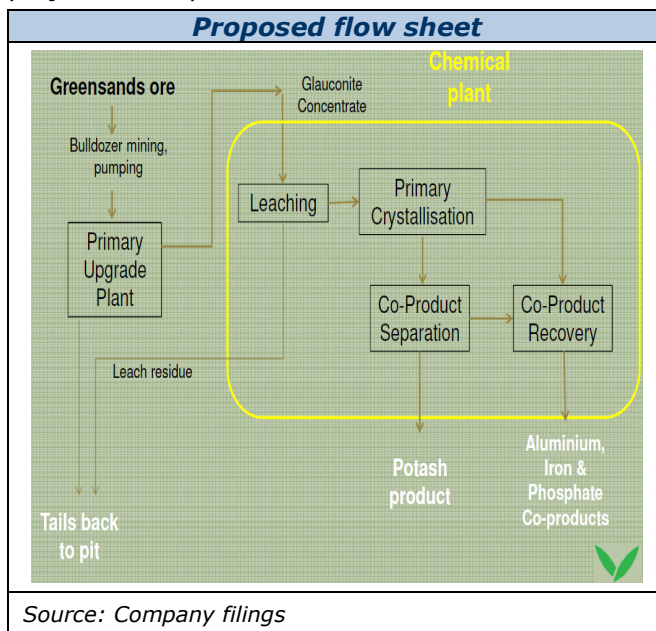 Proposed flow sheet
Chemical
plant
Greensands ore
Glauconite
Concentrate
Bulldozer mining,
pumping
Leaching
Primary
Crystallisation
Primary
Upgrade
Plant
Co-Product
Separation
Co-Product
Recovery
Leach residue
Potash
product
Aluminium,
Iron &
Phosphate
Co-products
Tails back
to pit
Source: Company filings